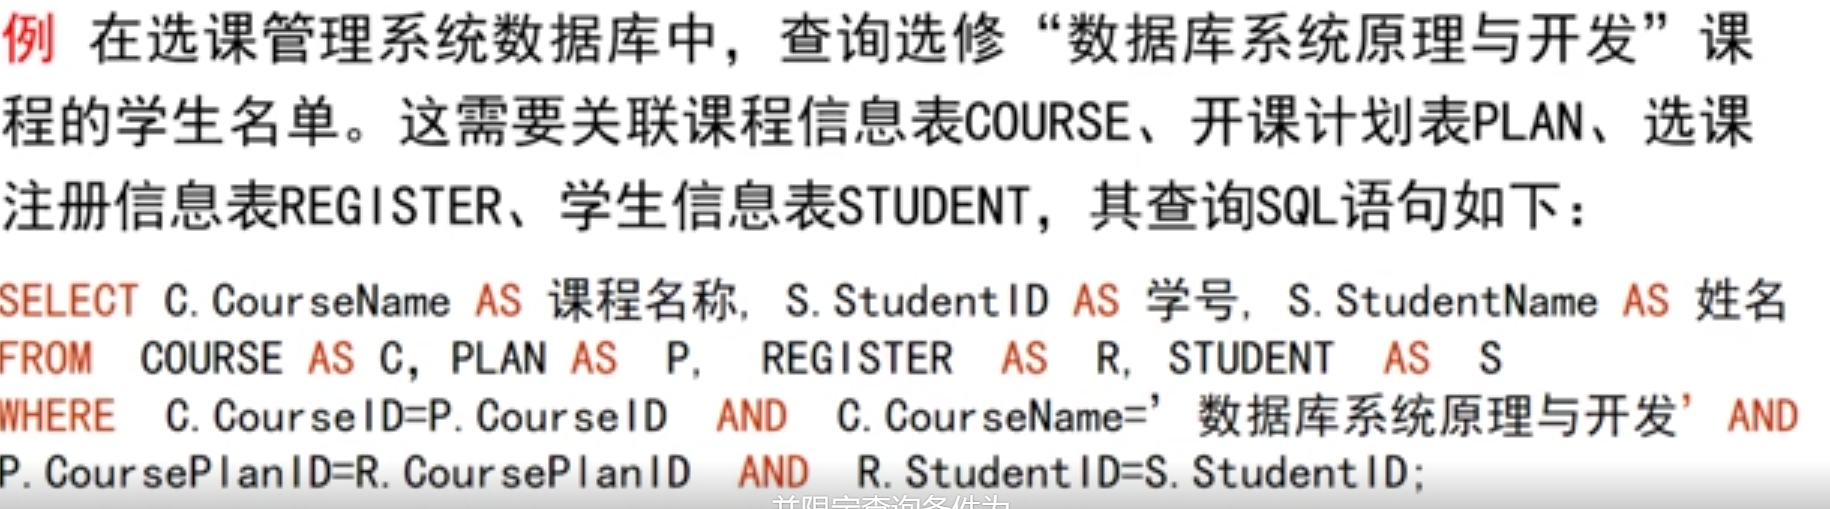 例 在选课管理系统数据库中，查询选修“数据库系统原理与开发”课
程的学生名单。这需要关联课程信息表COURSE、开课计划表PLAN、选课
注册信息表REGISTER、学生信息表STUDENT，其查询SQL语句如下：
SELECT C.CourseName AS 课程名称, S.StudentID AS 学号, S.StudentName AS 姓名
FROM COURSE AS C, PLAN AS P, REGISTER AS R, STUDENT AS S
WHERE C.CourseID=P.CourseID AND C.CourseName=’数据库系统原理与开发’ AND
P.CoursePlanID=R.CoursePlanID AND R.StudentID=S.StudentID;
并限定查询条件为